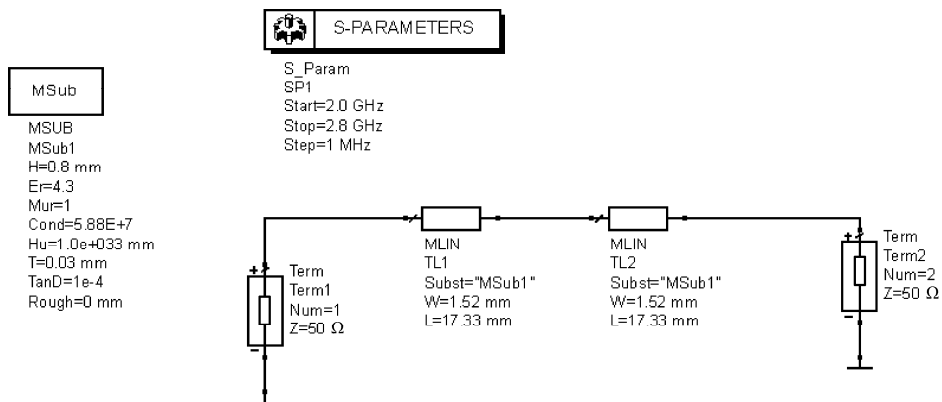 S-PARAMETERS
S_Param
SP1
Start=2.0 GHz
Stop=2.8 GHz
Step=1 MHz
MSub
MSUB
MSub1
H=0.8 mm
Er=4.3
Mur=1
Cond=5.88E+7
Hu=1.0e+033 mm
T=0.03 mm
TanD=1e-4
Rough=0 mm
+
Term
Term1
Num=1
Z=50 Ω
-
MLIN
TL1
Subst="MSub1"
W=1.52 mm
L=17.33 mm
MLIN
TL2
Subst="MSub1"
W=1.52 mm
L=17.33 mm
+
Term
Term2
Num=2
Z=50 Ω
-